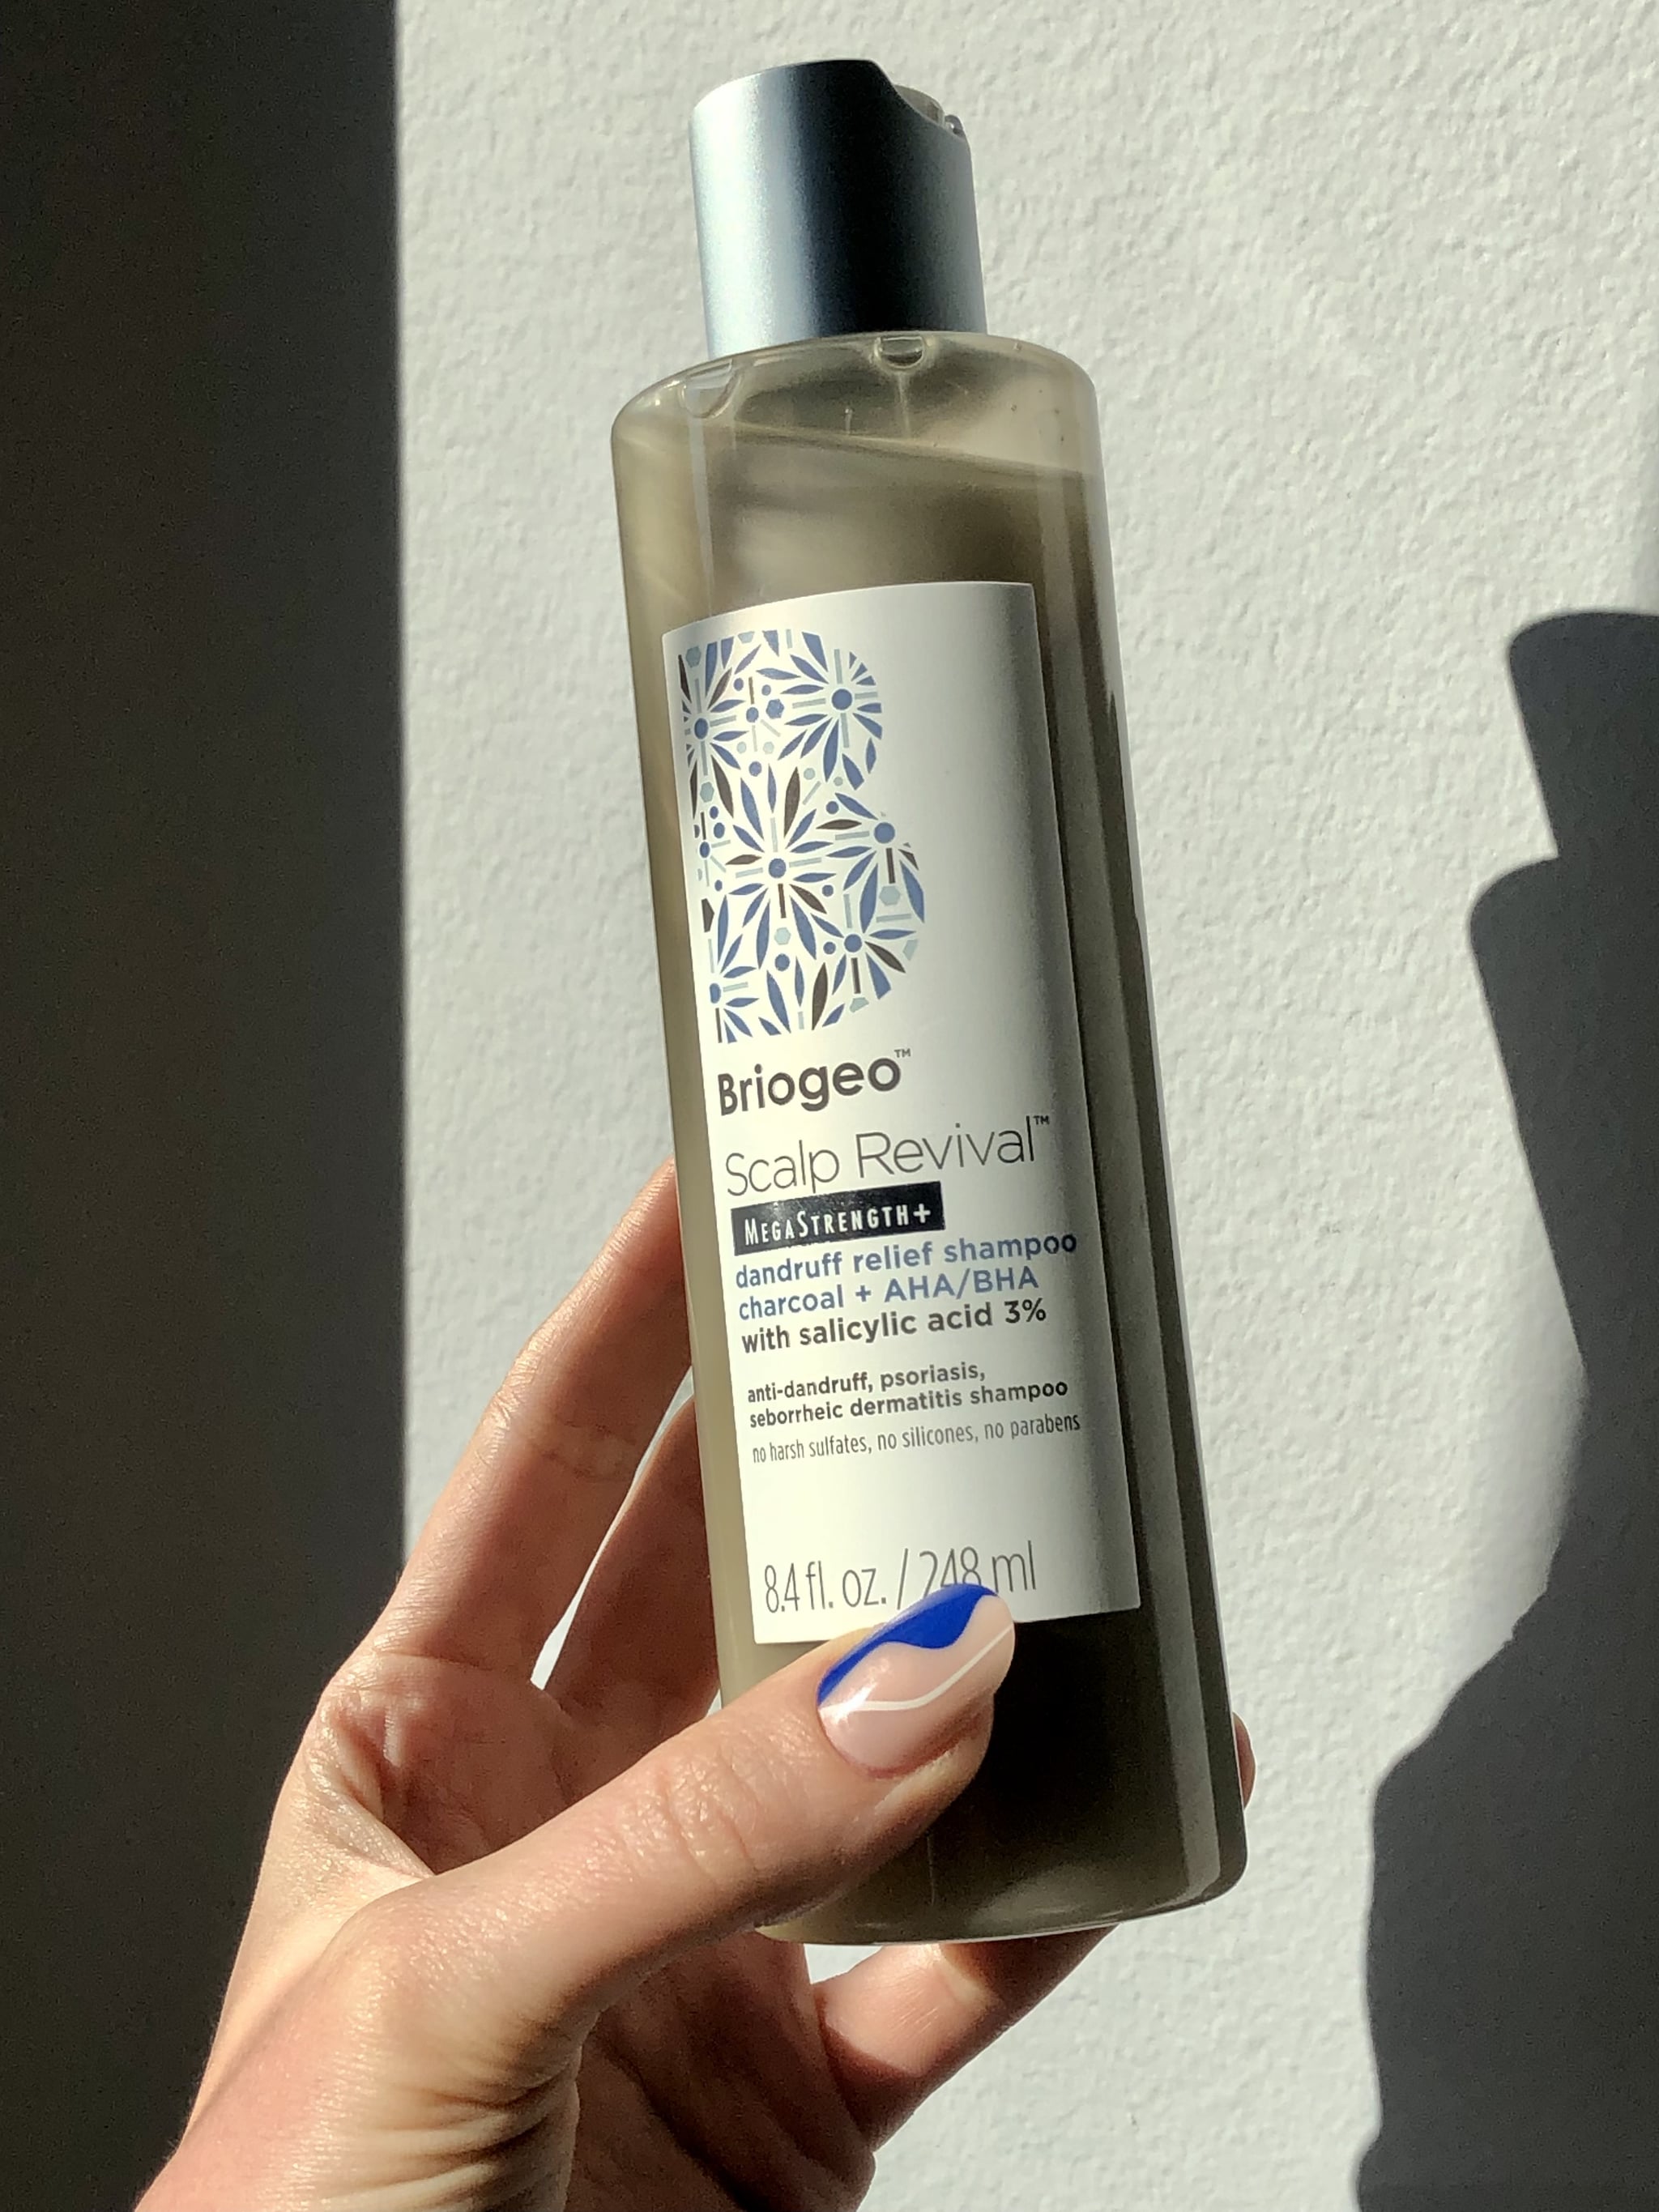 B
Briogeo™
Scalp Revival™
MEGASTRENGTH+
dandruff relief shampoo
charcoal + AHA/BHA
with salicylic acid 3%
anti-dandruff, psoriasis,
seborrheic dermatitis shampoo
no harsh sulfates, no silicones, no parabens
8.4 fl. oz. / 248 ml